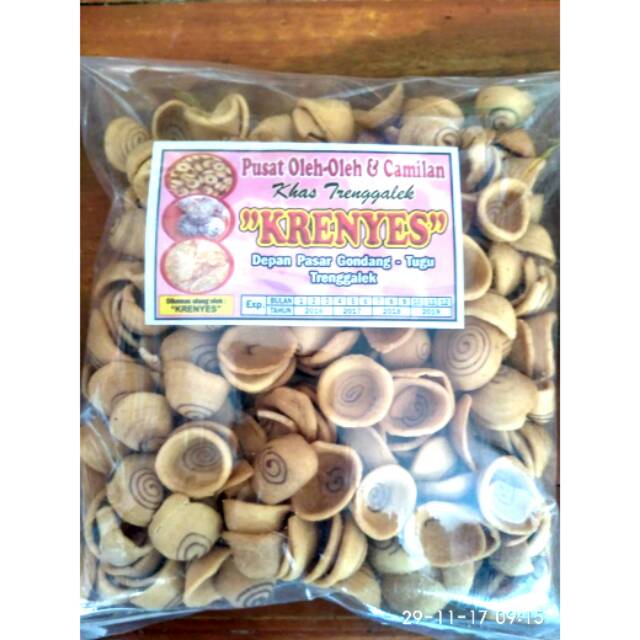 Pusat Oleh-Oleh & Camilan
Khas Trenggalek
"KRENYES"
Depan Pasar Gondang - Tugu
Trenggalek
Dikemas ulang oleh :
"KRENYES"
Exp. BULAN 1 2 3 4 5 6 7 8 9 10 11 12
TAHUN 2016 2017 2018 2019
29-11-17 09:15